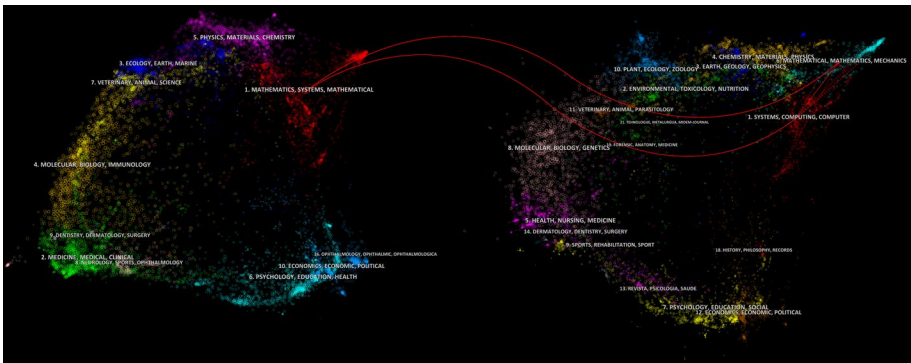 5. PHYSICS, MATERIALS, CHEMISTRY
3. ECOLOGY, EARTH, MARINE
7. VETERINARY, ANIMAL, SCIENCE
1. MATHEMATICS, SYSTEMS, MATHEMATICAL
4. MOLECULAR, BIOLOGY, IMMUNOLOGY
9. DENTISTRY, DERMATOLOGY, SURGERY
2. MEDICINE, MEDICAL, CLINICAL
SPORTS, OPHTHALMOLOGY
OPHTHALMOLOGY, OPHTHALMIC, OPHTHALMOLOGICA
10. ECONOMICS, ECONOMIC, POLITICAL
6. PSYCHOLOGY, EDUCATION, HEALTH
4. CHEMISTRY, MATERIALS, PHYSICS
MATHEMATICAL, MATHEMATICS, MECHANICS
3. EARTH, GEOLOGY, GEOPHYSICS
10. PLANT, ECOLOGY, ZOOLOGY
2. ENVIRONMENTAL, TOXICOLOGY, NUTRITION
11. VETERINARY, ANIMAL, PARASITOLOGY
1. SYSTEMS, COMPUTING, COMPUTER
FORENSIC, ANATOMY, MEDICINE
8. MOLECULAR, BIOLOGY, GENETICS
5. HEALTH, NURSING, MEDICINE
14. DERMATOLOGY, DENTISTRY, SURGERY
9. SPORTS, REHABILITATION, SPORT
18. HISTORY, PHILOSOPHY, RECORDS
13. REVISTA, PSICOLOGIA, SAUDE
7. PSYCHOLOGY, EDUCATION, SOCIAL
12. ECONOMICS, ECONOMIC, POLITICAL